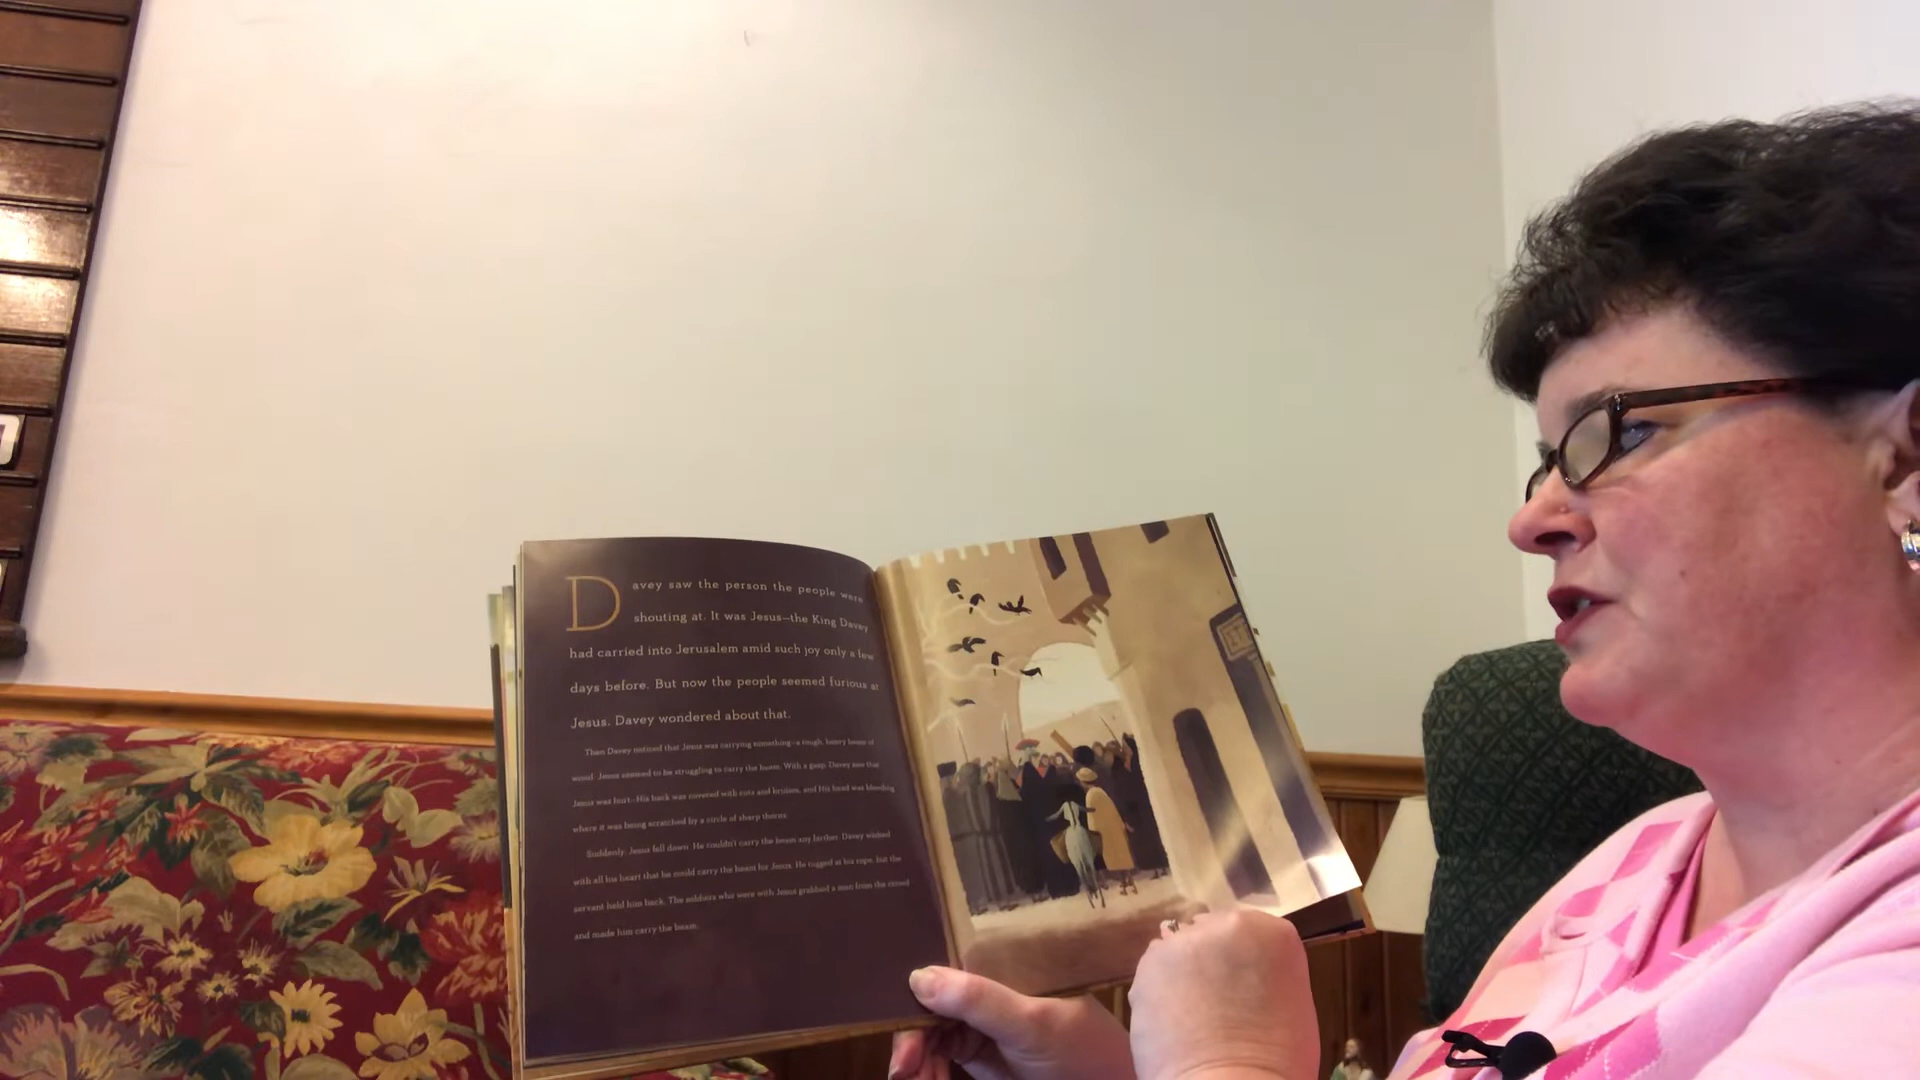 Davey saw the person the people were
shouting at. It was Jesus—the King Davey
had carried into Jerusalem amid such joy only a few
days before. But now the people seemed furious at
Jesus. Davey wondered about that.
Then Davey noticed that Jesus was carrying something—a tough, heavy beam of
wood. Jesus seemed to be struggling to carry the beam. With a gasp, Davey saw that
Jesus was hurt—His back was covered with cuts and bruises, and His head was bleeding
where it was being scratched by a circle of sharp thorns.
Suddenly, Jesus fell down. He couldn't carry the beam any farther. Davey wished
with all his heart that he could carry the beam for Jesus. He tugged at his rope, but the
servant held him back. The soldiers who were with Jesus grabbed a man from the crowd
and made him carry the beam.